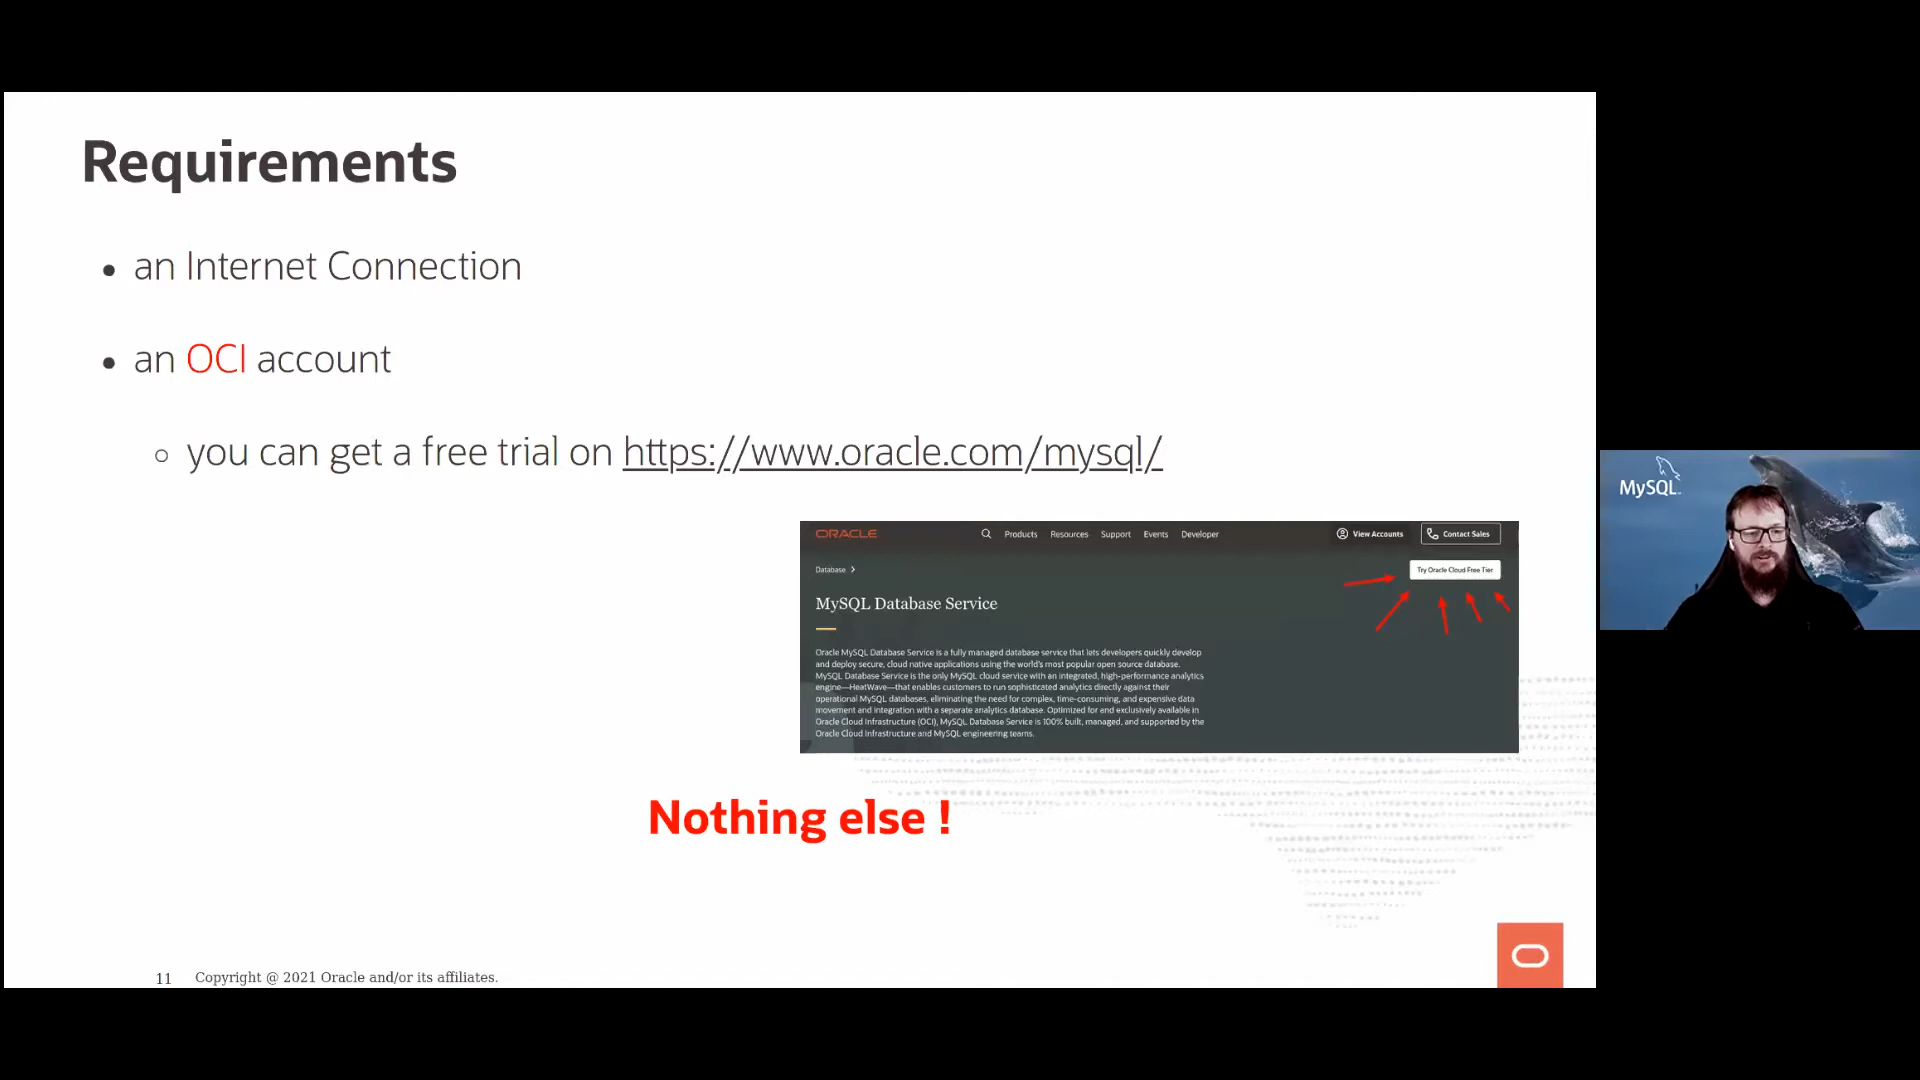 Requirements
• an Internet Connection
• an OCI account
○ you can get a free trial on https://www.oracle.com/mysql/
ORACLE Products Resources Support Events Developer View Accounts Contact Sales
Database >
Try Oracle Cloud Free Tier
MySQL Database Service
Oracle MySQL Database Service is a fully managed database service that lets developers quickly develop
and deploy secure, cloud native applications using the world's most popular open source database.
MySQL Database Service is the only MySQL cloud service with an integrated, high-performance analytics
engine—HeatWave—that enables customers to run sophisticated analytics directly against their
operational MySQL databases, eliminating the need for complex, time-consuming, and expensive data
movement and integration with a separate analytics database. Optimized for and exclusively available in
Oracle Cloud Infrastructure (OCI), MySQL Database Service is 100% built, managed, and supported by the
Oracle Cloud Infrastructure and MySQL engineering teams.
Nothing else !
11 Copyright @ 2021 Oracle and/or its affiliates.
MySQL™